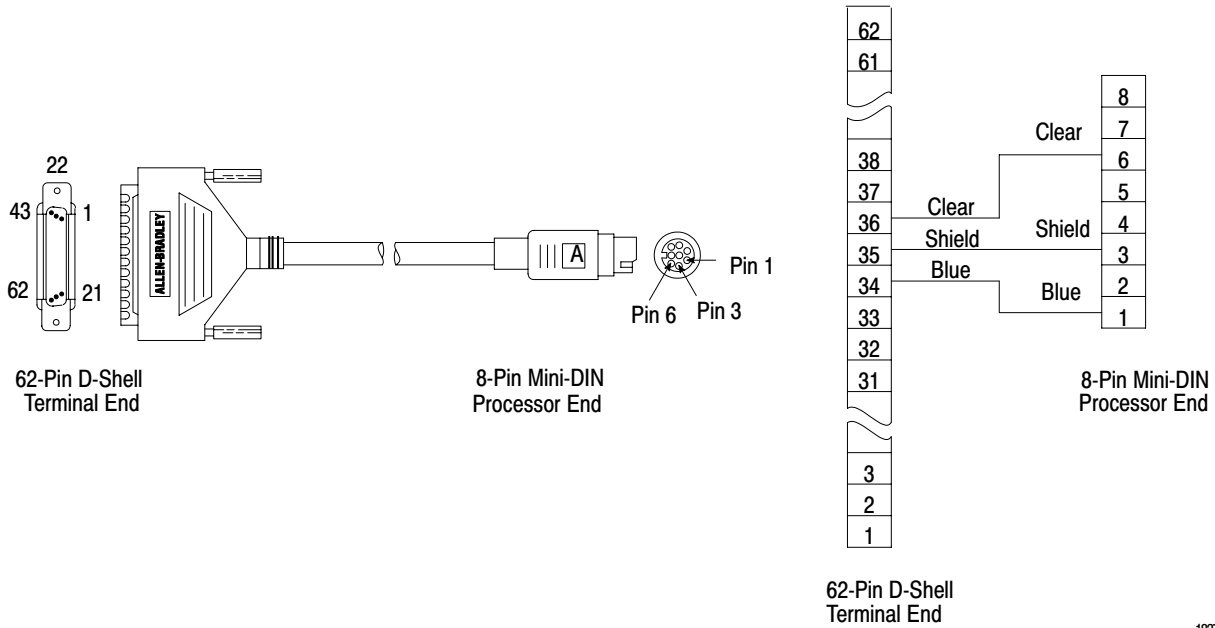 22
43
1
62
21
ALLEN-BRADLEY
A
Pin 1
Pin 6
Pin 3
62-Pin D-Shell
Terminal End
8-Pin Mini-DIN
Processor End
62
61
38
37
36
35
34
33
32
31
3
2
1
Clear
Shield
Blue
Clear
Shield
Blue
8
7
6
5
4
3
2
1
8-Pin Mini-DIN
Processor End
62-Pin D-Shell
Terminal End